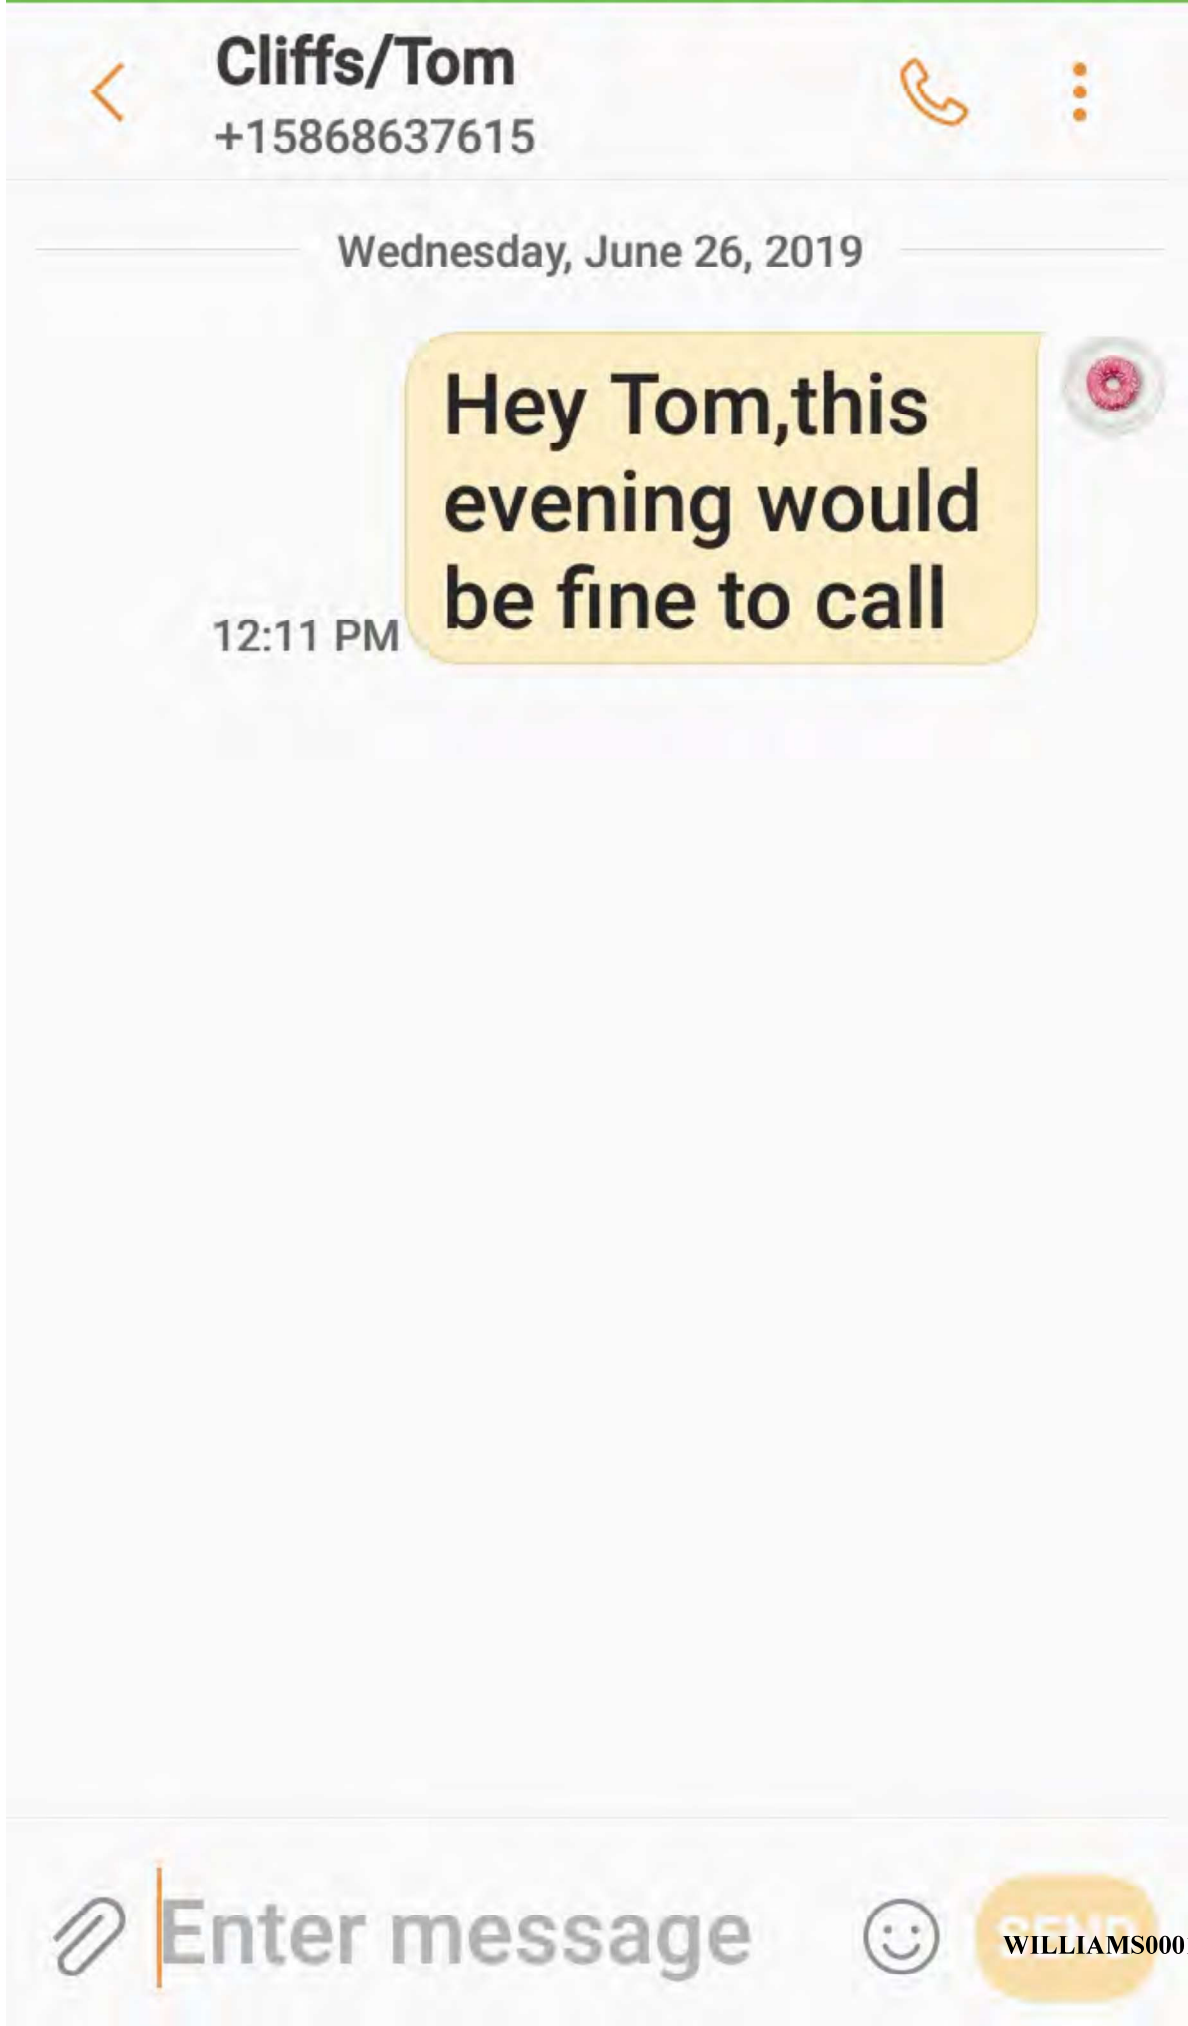 Cliffs/Tom
+15868637615
Wednesday, June 26, 2019
Hey Tom,this
evening would
be fine to call
12:11 PM
Enter message
SEND
WILLIAMS000